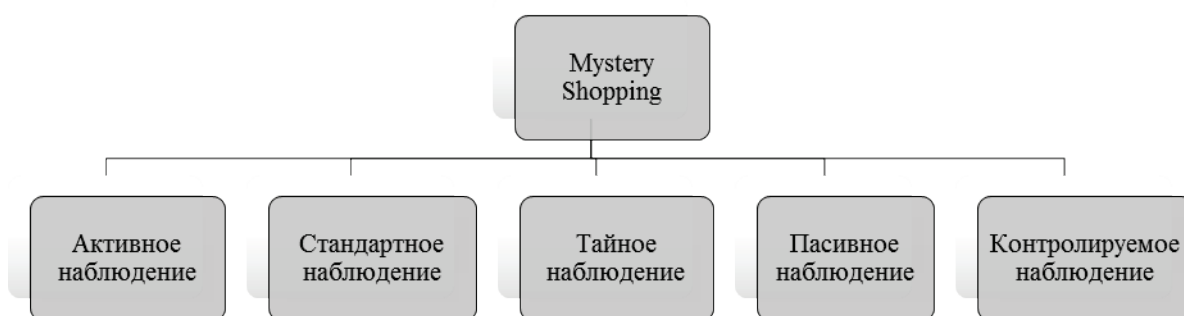 Mystery
Shopping
Активное
наблюдение
Стандартное
наблюдение
Тайное
наблюдение
Пасивное
наблюдение
Контролируемое
наблюдение